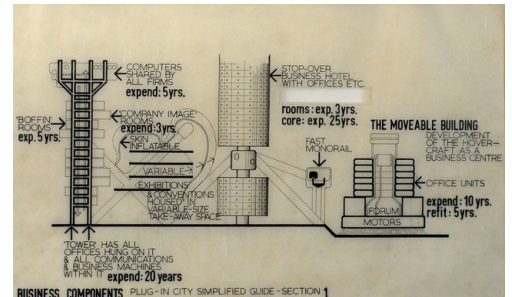 COMPUTERS
SHARED BY
ALL FIRMS
expend: 5yrs.
STOP-OVER
BUSINESS HOTEL
WITH OFFICES ETC.
rooms: exp. 3yrs.
core: exp. 25yrs.
'BOFFIN'
ROOMS
exp. 5yrs.
'COMPANY IMAGE'
ROOMS
expend: 3yrs.
SKIN
INFLATABLE
VARIABLE
EXHIBITIONS
& CONVENTIONS
HOUSED IN
VARIABLE-SIZE
TAKE-AWAY SPACE
FAST
MONORAIL
THE MOVEABLE BUILDING
DEVELOPMENT
OF THE HOVER-
CRAFT AS A
BUSINESS CENTRE
OFFICE UNITS
expend: 10 yrs.
refit: 5yrs.
FORUM
MOTORS
'TOWER' HAS ALL
OFFICES HUNG ON IT
& ALL COMMUNICATIONS
& BUSINESS MACHINES
WITHIN IT expend: 20 years
BUSINESS COMPONENTS PLUG-IN CITY SIMPLIFIED GUIDE - SECTION 1